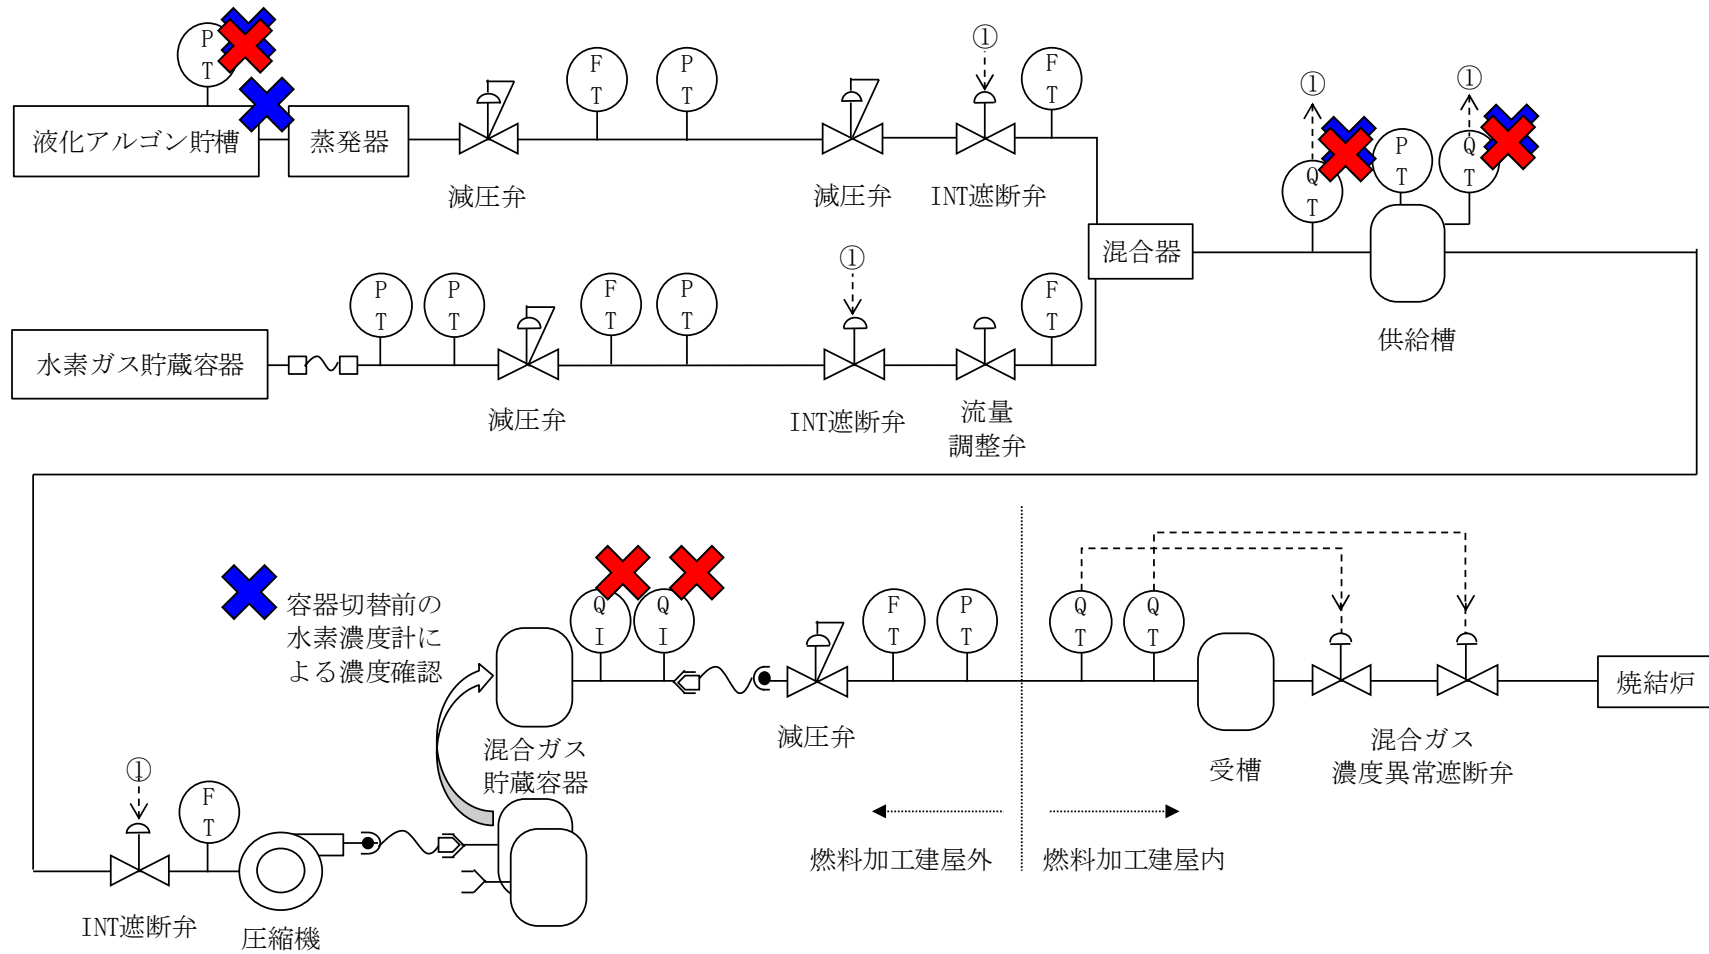 P
T
F
T
P
T
①
F
T
①
①
液化アルゴン貯槽
蒸発器
Q
T
P
T
Q
T
減圧弁
減圧弁
INT遮断弁
混合器
①
供給槽
P
T
P
T
F
T
P
T
F
T
水素ガス貯蔵容器
減圧弁
INT遮断弁
流量
調整弁
容器切替前の
水素濃度計に
よる濃度確認
Q
I
Q
I
F
T
P
T
Q
T
Q
T
減圧弁
焼結炉
混合ガス
貯蔵容器
受槽
混合ガス
濃度異常遮断弁
①
F
T
INT遮断弁
圧縮機
燃料加工建屋外
燃料加工建屋内